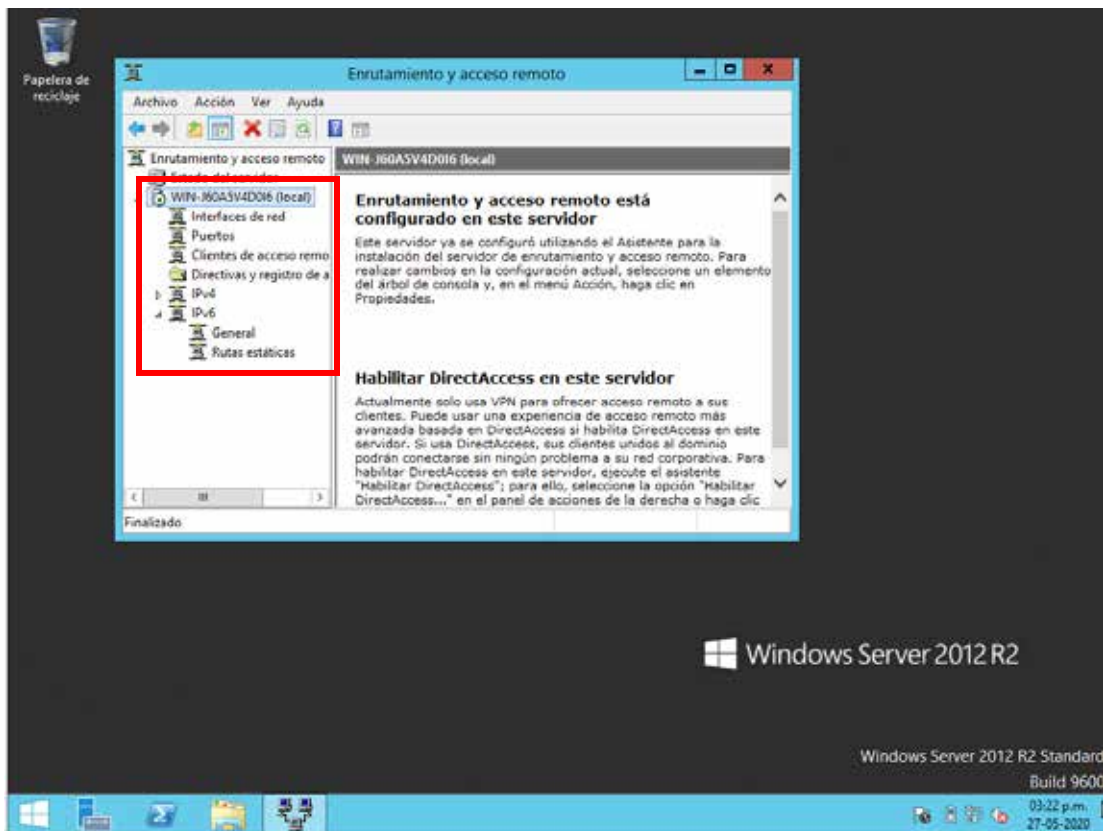 Papelera de
reciclaje
Enrutamiento y acceso remoto
Archivo Acción Ver Ayuda
Enrutamiento y acceso remoto
Estado del servidor
WIN-J60A5V4D0I6 (local)
Interfaces de red
Puertos
Clientes de acceso remo
Directivas y registro de a
IPv4
IPv6
General
Rutas estáticas
WIN-J60A5V4D0I6 (local)
Enrutamiento y acceso remoto está
configurado en este servidor
Este servidor ya se configuró utilizando el Asistente para la
instalación del servidor de enrutamiento y acceso remoto. Para
realizar cambios en la configuración actual, seleccione un elemento
del árbol de consola y, en el menú Acción, haga clic en
Propiedades.
Habilitar DirectAccess en este servidor
Actualmente solo usa VPN para ofrecer acceso remoto a sus
clientes. Puede usar una experiencia de acceso remoto más
avanzada basada en DirectAccess si habilita DirectAccess en este
servidor. Si usa DirectAccess, sus clientes unidos al dominio
podrán conectarse sin ningún problema a su red corporativa. Para
habilitar DirectAccess en este servidor, ejecute el asistente
"Habilitar DirectAccess"; para ello, seleccione la opción "Habilitar
DirectAccess..." en el panel de acciones de la derecha o haga clic
Finalizado
Windows Server 2012 R2
Windows Server 2012 R2 Standard
Build 9600
03:22 p.m.
27-05-2020